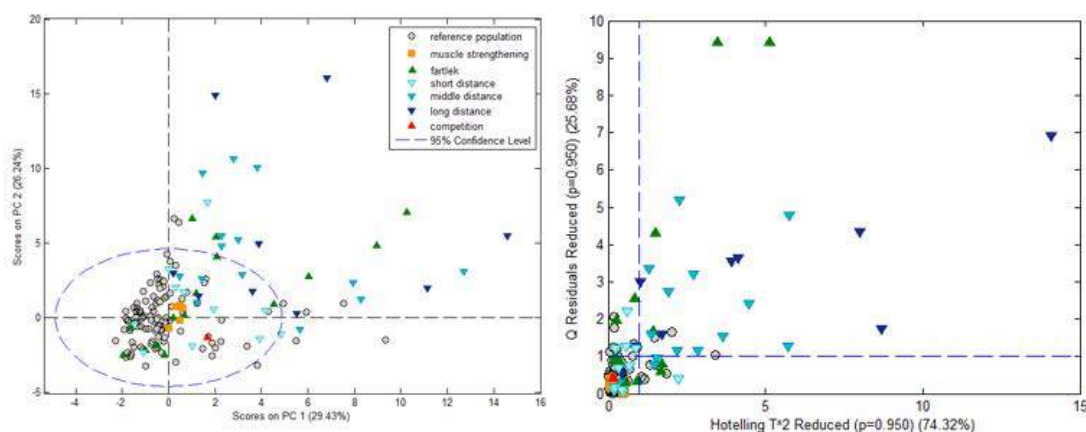 20
15
10
5
0
-5
-4
-2
0
2
4
6
8
10
12
14
16
Scores on PC 2 (26.24%)
Scores on PC 1 (29.43%)
reference population
muscle strengthening
fartlek
short distance
middle distance
long distance
competition
95% Confidence Level
10
9
8
7
6
5
4
3
2
1
0
0
5
10
15
Q Residuals Reduced (p=0.950) (25.68%)
Hotelling T^2 Reduced (p=0.950) (74.32%)